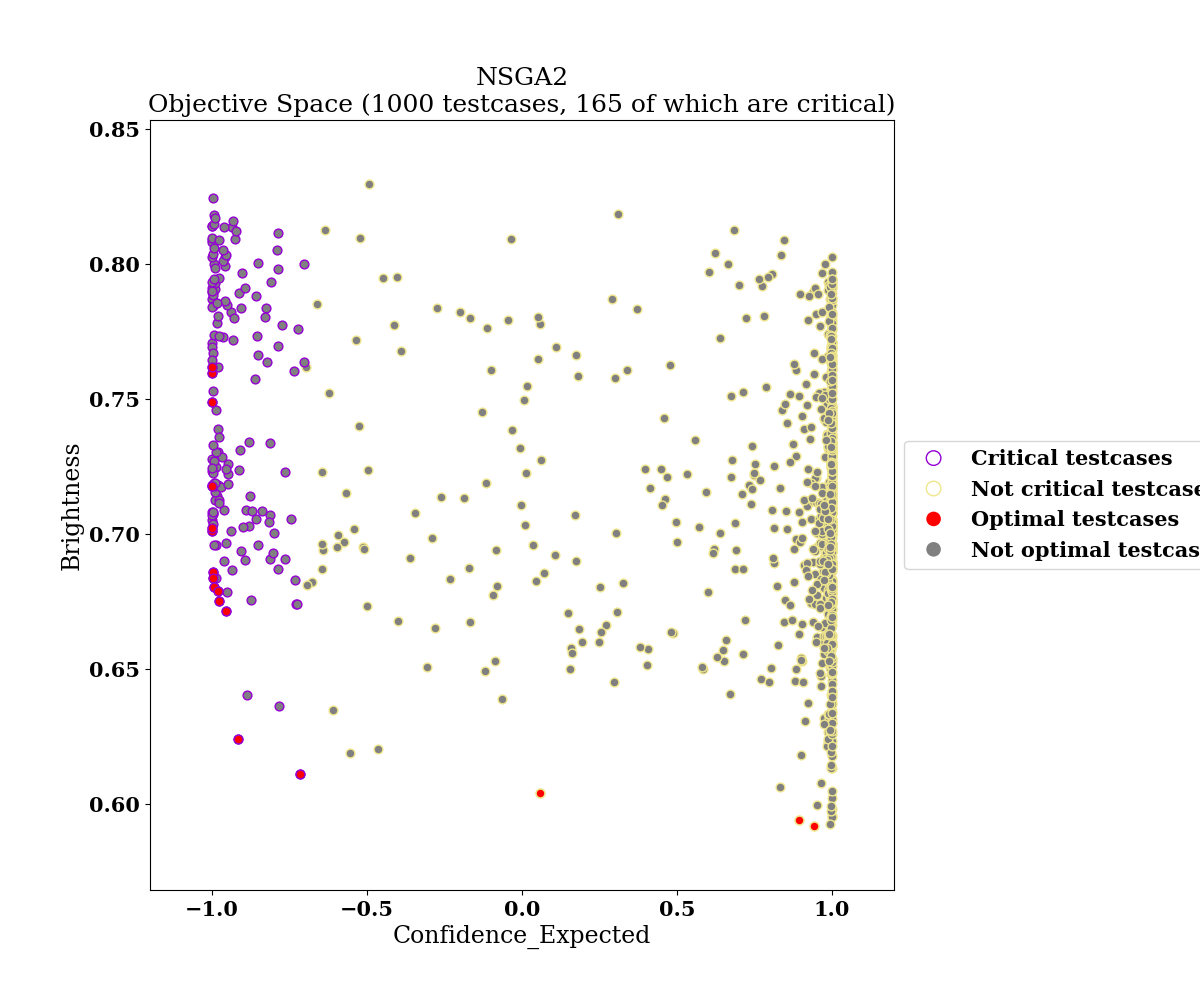 NSGA2
Objective Space (1000 testcases, 165 of which are critical)
0.85
0.80
0.75
0.70
0.65
0.60
Brightness
−1.0
−0.5
0.0
0.5
1.0
Confidence_Expected
Critical testcases
Not critical testcase
Optimal testcases
Not optimal testcas